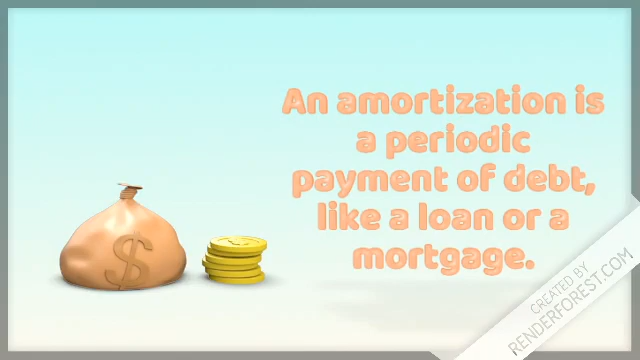 An amortization is
a periodic
payment of debt,
like a loan or a
mortgage.
$
CREATED BY
RENDERFOREST.COM